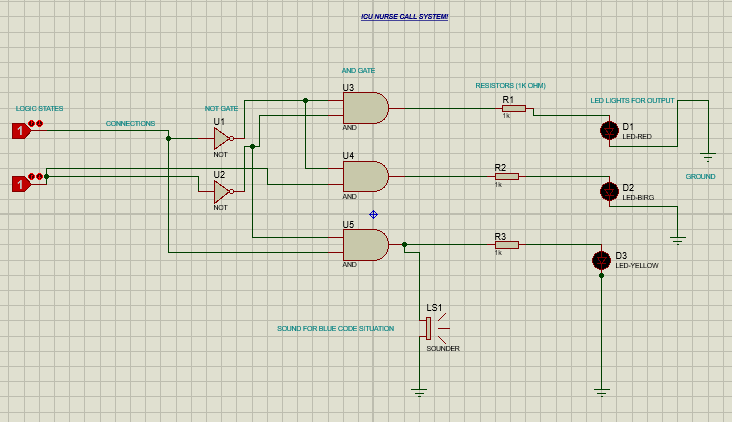 ICU NURSE CALL SYSTEM!
AND GATE
U3
RESISTORS (1K OHM)
LOGIC STATES
NOT GATE
R1
LED LIGHTS FOR OUTPUT
1k
CONNECTIONS
U1
1
AND
D1
LED-RED
NOT
U4
R2
U2
1
1k
GROUND
D2
LED-BIRG
AND
NOT
U5
R3
1k
D3
LED-YELLOW
AND
LS1
SOUND FOR BLUE CODE SITUATION
SOUNDER